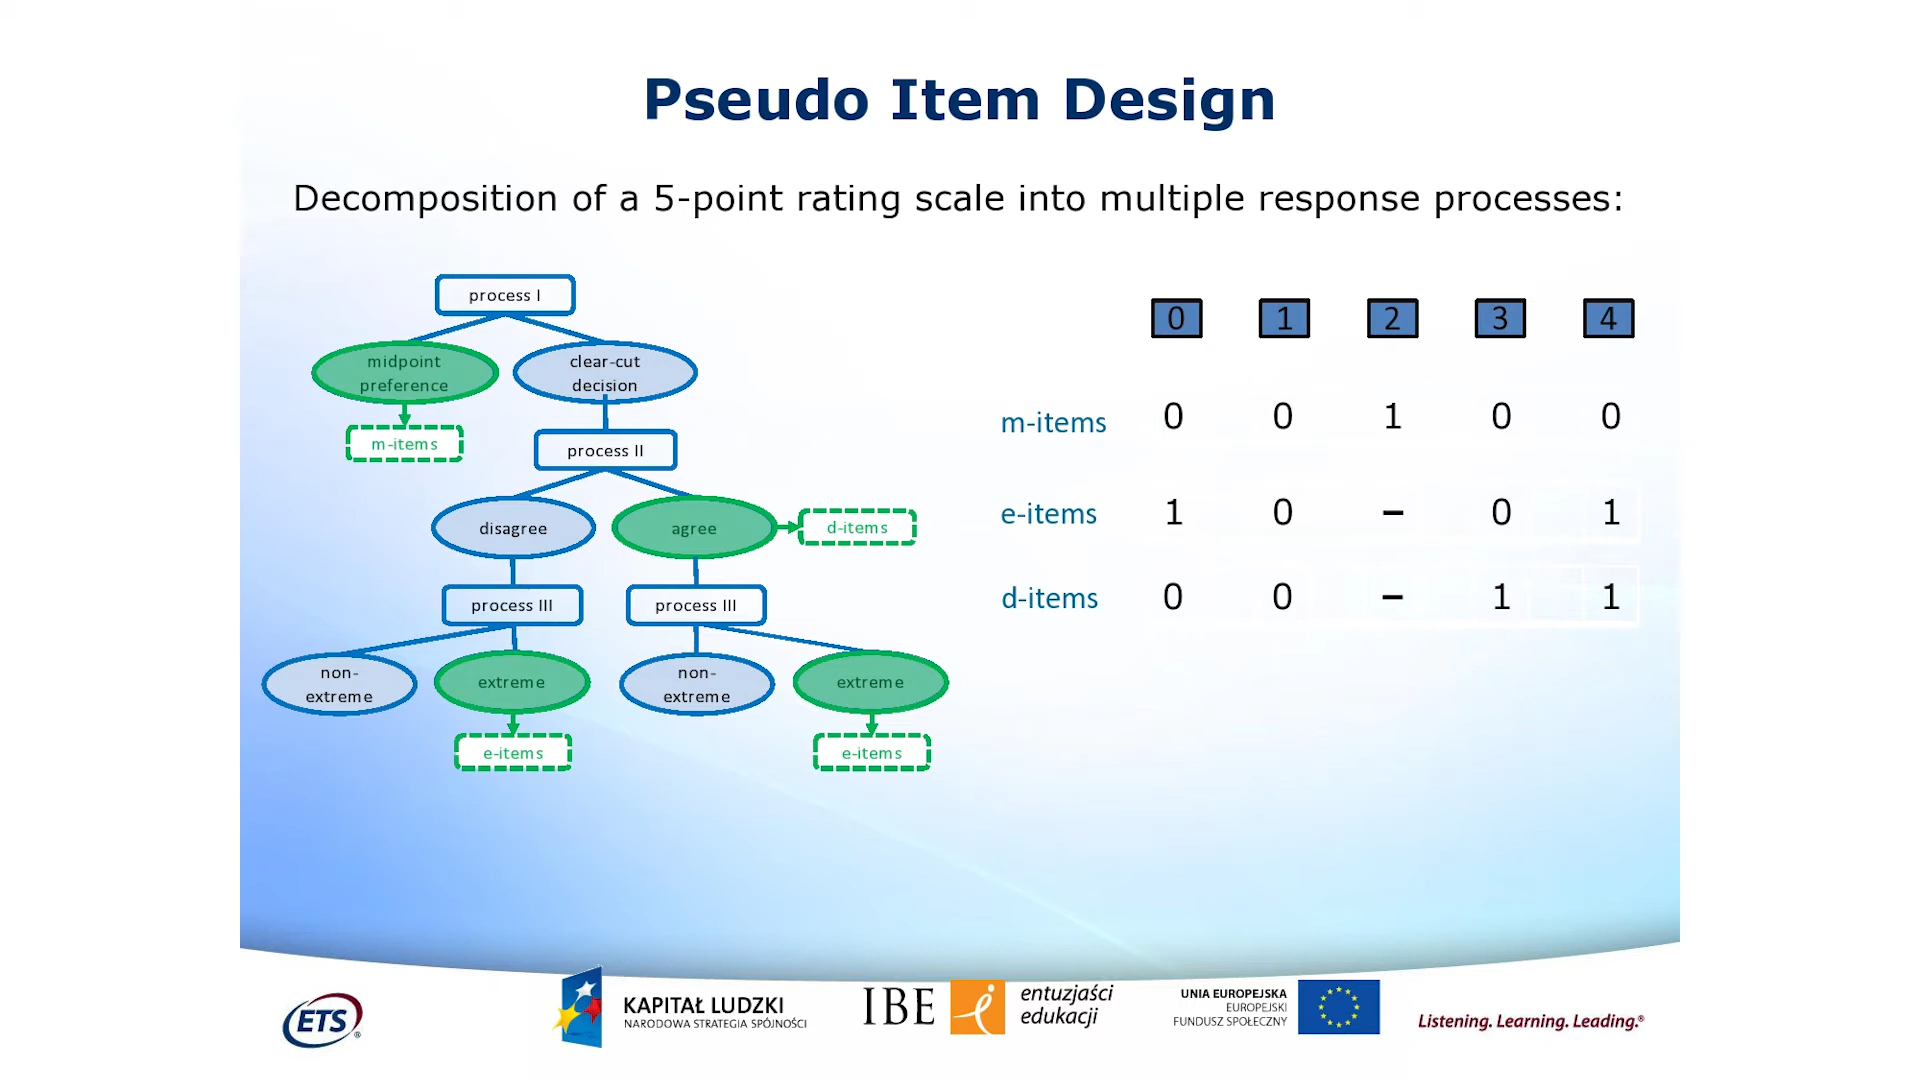 Pseudo Item Design
Decomposition of a 5-point rating scale into multiple response processes:
process I
midpoint
preference
clear-cut
decision
m-items
process II
disagree
agree
d-items
process III
process III
non-
extreme
extreme
non-
extreme
extreme
e-items
e-items
0 1 2 3 4
m-items 0 0 1 0 0
e-items 1 0 – 0 1
d-items 0 0 – 1 1
ETS ®
KAPITAŁ LUDZKI
NARODOWA STRATEGIA SPÓJNOŚCI
IBE
entuzjaści
edukacji
UNIA EUROPEJSKA
EUROPEJSKI
FUNDUSZ SPOŁECZNY
Listening. Learning. Leading.®